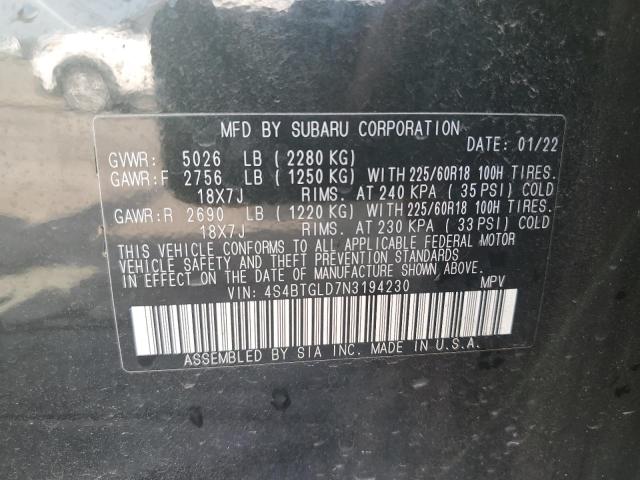 MFD BY SUBARU CORPORATION
DATE: 01/22
GVWR: 5026 LB (2280 KG)
GAWR:F 2756 LB (1250 KG) WITH 225/60R18 100H TIRES.
18X7J RIMS. AT 240 KPA (35 PSI) COLD
GAWR:R 2690 LB (1220 KG) WITH 225/60R18 100H TIRES.
18X7J RIMS. AT 230 KPA (33 PSI) COLD
THIS VEHICLE CONFORMS TO ALL APPLICABLE FEDERAL MOTOR
VEHICLE SAFETY AND THEFT PREVENTION STANDARDS
IN EFFECT ON THE DATE OF MANUFACTURE SHOWN ABOVE.
VIN: 4S4BTGLD7N3194230 MPV
ASSEMBLED BY SIA INC. MADE IN U.S.A.